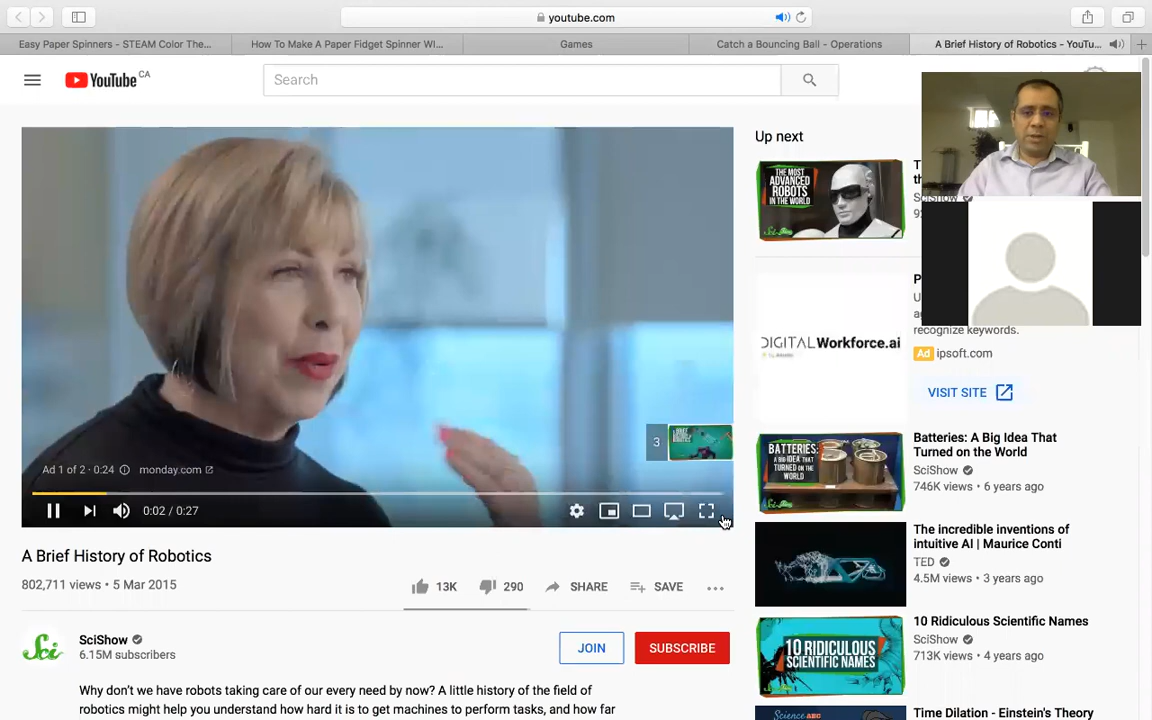 youtube.com
Easy Paper Spinners - STEAM Color The...
How To Make A Paper Fidget Spinner WI...
Games
Catch a Bouncing Ball - Operations
A Brief History of Robotics - YouTu...
YouTube CA
Search
Up next
THE MOST
ADVANCED
ROBOTS
IN THE WORLD
Sci
SciShow
DIGITALWorkforce.ai
recognize keywords.
Ad ipsoft.com
VISIT SITE
3
Ad 1 of 2 · 0:24
monday.com
0:02 / 0:27
BATTERIES:
A BIG IDEA THAT
TURNED ON THE
WORLD
Batteries: A Big Idea That
Turned on the World
SciShow
746K views • 6 years ago
The incredible inventions of
intuitive AI | Maurice Conti
TED
4.5M views • 3 years ago
10 RIDICULOUS
SCIENTIFIC NAMES
10 Ridiculous Scientific Names
SciShow
713K views • 4 years ago
Science ABC
Time Dilation - Einstein's Theory
A Brief History of Robotics
802,711 views • 5 Mar 2015
13K
290
SHARE
SAVE
Sci
SciShow
6.15M subscribers
JOIN
SUBSCRIBE
Why don't we have robots taking care of our every need by now? A little history of the field of
robotics might help you understand how hard it is to get machines to perform tasks, and how far